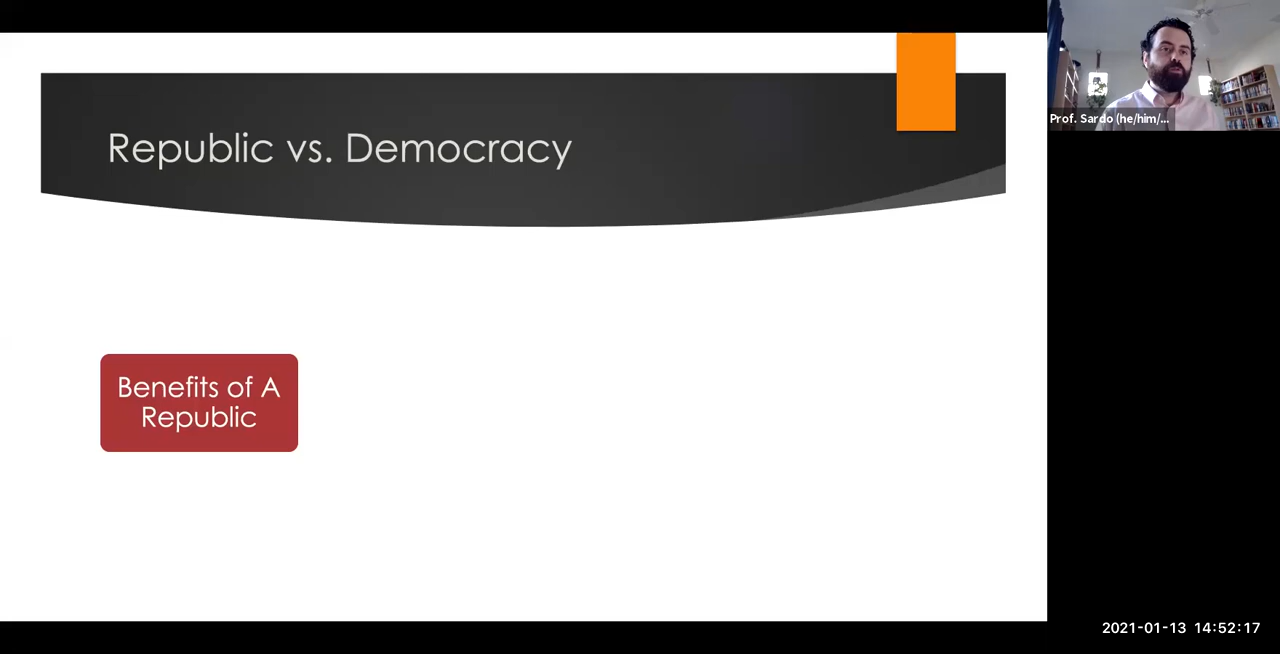 Republic vs. Democracy
Prof. Sardo (he/him/...
Benefits of A
Republic
2021-01-13 14:52:17